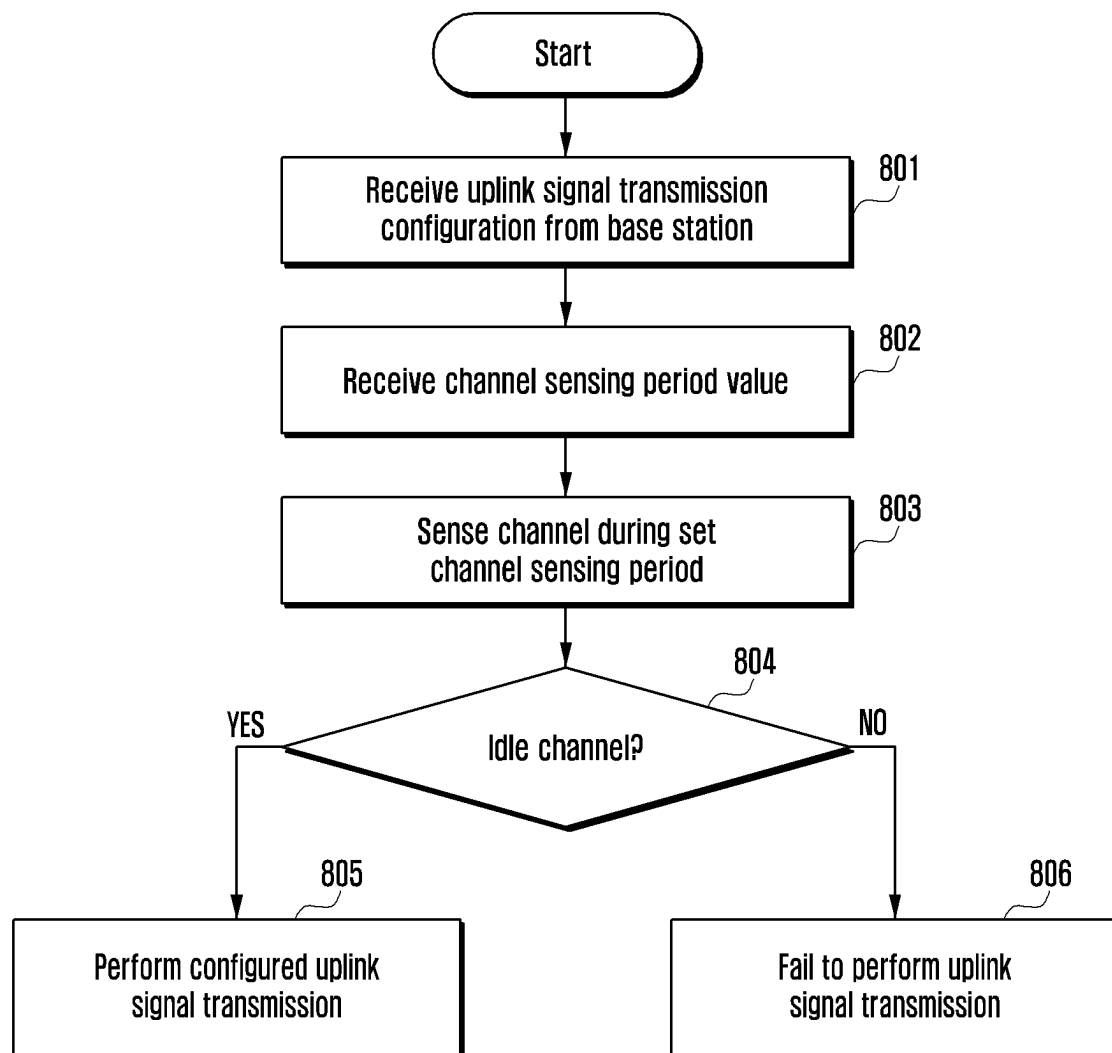 Start
801
Receive uplink signal transmission
configuration from base station
802
Receive channel sensing period value
803
Sense channel during set
channel sensing period
804
YES
NO
Idle channel?
805
806
Perform configured uplink
signal transmission
Fail to perform uplink
signal transmission